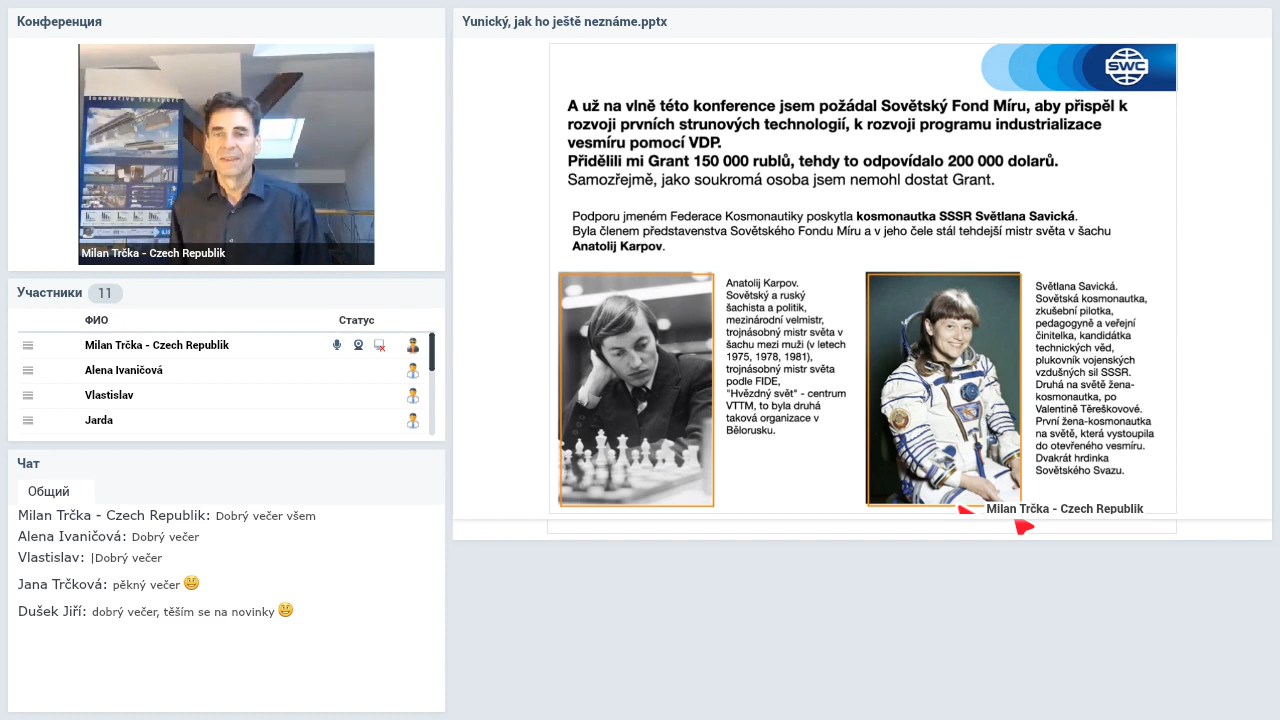 Конференция
Innovative transport
Milan Trčka - Czech Republik
Участники 11
ФИО Статус
Milan Trčka - Czech Republik
Alena Ivaničová
Vlastislav
Jarda
Чат
Общий
Milan Trčka - Czech Republik: Dobrý večer všem
Alena Ivaničová: Dobrý večer
Vlastislav: |Dobrý večer
Jana Trčková: pěkný večer
Dušek Jiří: dobrý večer, těším se na novinky
Yunický, jak ho ještě neznáme.pptx
SWC
A už na vlně této konference jsem požádal Sovětský Fond Míru, aby přispěl k
rozvoji prvních strunových technologií, k rozvoji programu industrializace
vesmíru pomocí VDP.
Přidělili mi Grant 150 000 rublů, tehdy to odpovídalo 200 000 dolarů.
Samozřejmě, jako soukromá osoba jsem nemohl dostat Grant.
Podporu jmeném Federace Kosmonautiky poskytla kosmonautka SSSR Světlana Savická.
Byla členem představenstva Sovětského Fondu Míru a v jeho čele stál tehdejší mistr světa v šachu
Anatolij Karpov.
Anatolij Karpov.
Sovětský a ruský
šachista a politik,
mezinárodní velmistr,
trojnásobný mistr světa v
šachu mezi muži (v letech
1975, 1978, 1981),
trojnásobný mistr světa
podle FIDE,
"Hvězdný svět" - centrum
VTTM, to byla druhá
taková organizace v
Bělorusku.
Světlana Savická.
Sovětská kosmonautka,
zkušební pilotka,
pedagogyně a veřejní
činitelka, kandidátka
technických věd,
plukovník vojenských
vzdušných sil SSSR.
Druhá na světě žena-
kosmonautka, po
Valentině Těreškovové.
První žena-kosmonautka
na světě, která vystoupila
do otevřeného vesmíru.
Dvakrát hrdinka
Sovětského Svazu.
Milan Trčka - Czech Republik